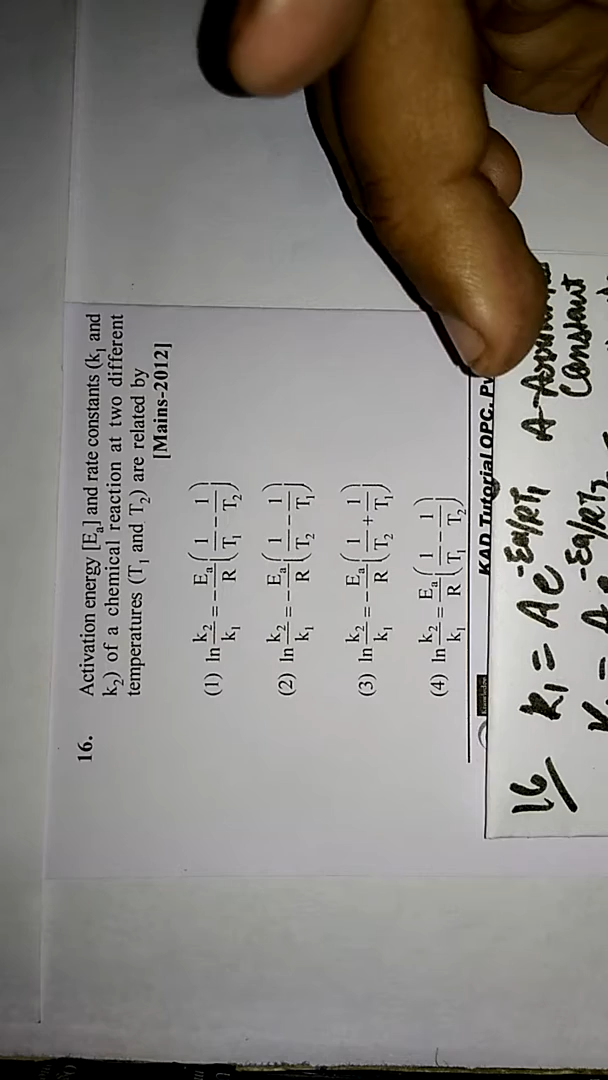 16. Activation energy [Eₐ] and rate constants (k₁ and
k₂) of a chemical reaction at two different
temperatures (T₁ and T₂) are related by
[Mains-2012]
(1) ln k₂/k₁ = −Eₐ/R (1/T₁ − 1/T₂)
(2) ln k₂/k₁ = −Eₐ/R (1/T₂ − 1/T₁)
(3) ln k₂/k₁ = −Eₐ/R (1/T₂ + 1/T₁)
(4) ln k₂/k₁ = Eₐ/R (1/T₁ − 1/T₂)
KAD Tutorial OPC. Pv
16/ K₁ = Ae^-Ea/RT₁ A
Constant